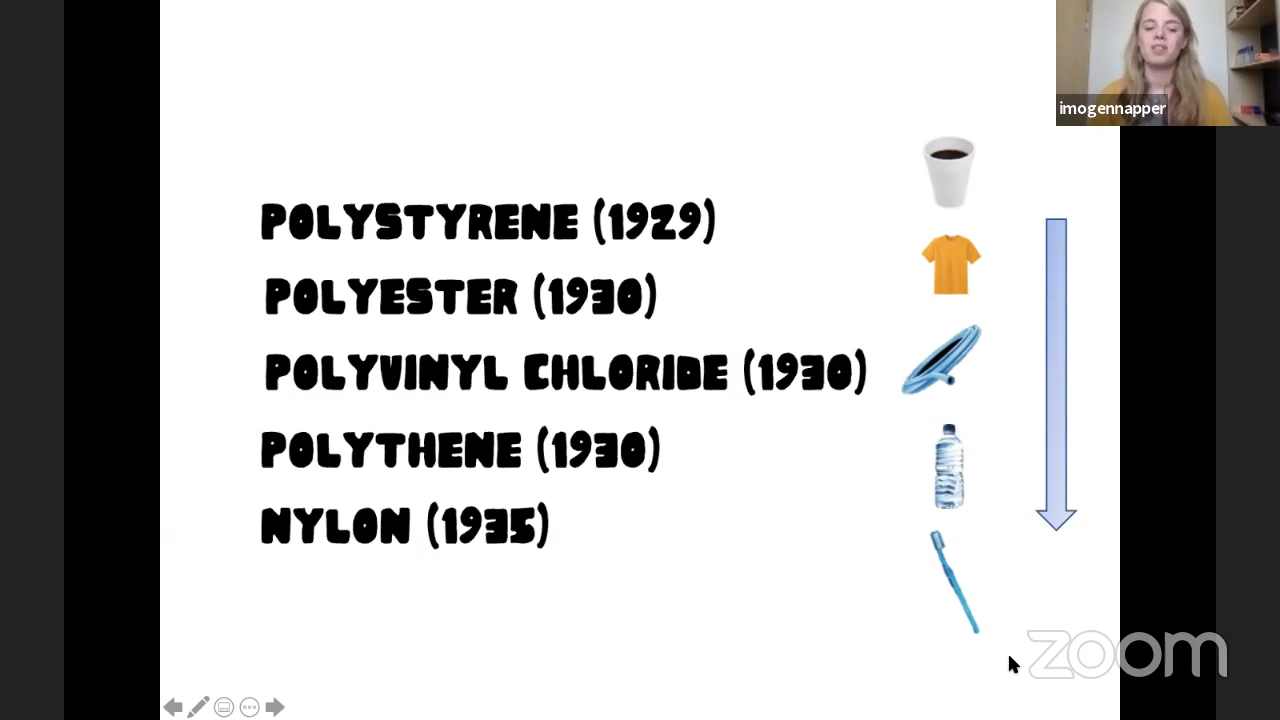 imogennapper
POLYSTYRENE (1929)
POLYESTER (1930)
POLYVINYL CHLORIDE (1930)
POLYTHENE (1930)
NYLON (1935)
zoom